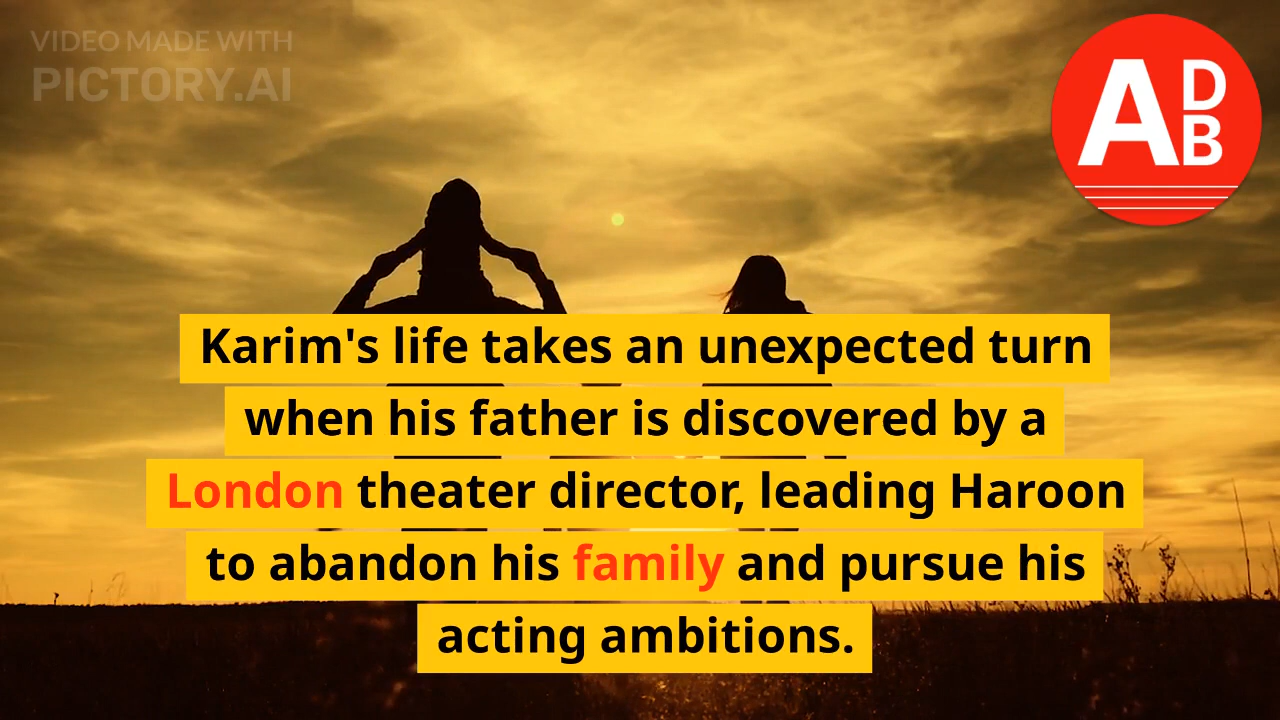 VIDEO MADE WITH
PICTORY.AI
A
D
B
Karim's life takes an unexpected turn
when his father is discovered by a
London theater director, leading Haroon
to abandon his family and pursue his
acting ambitions.